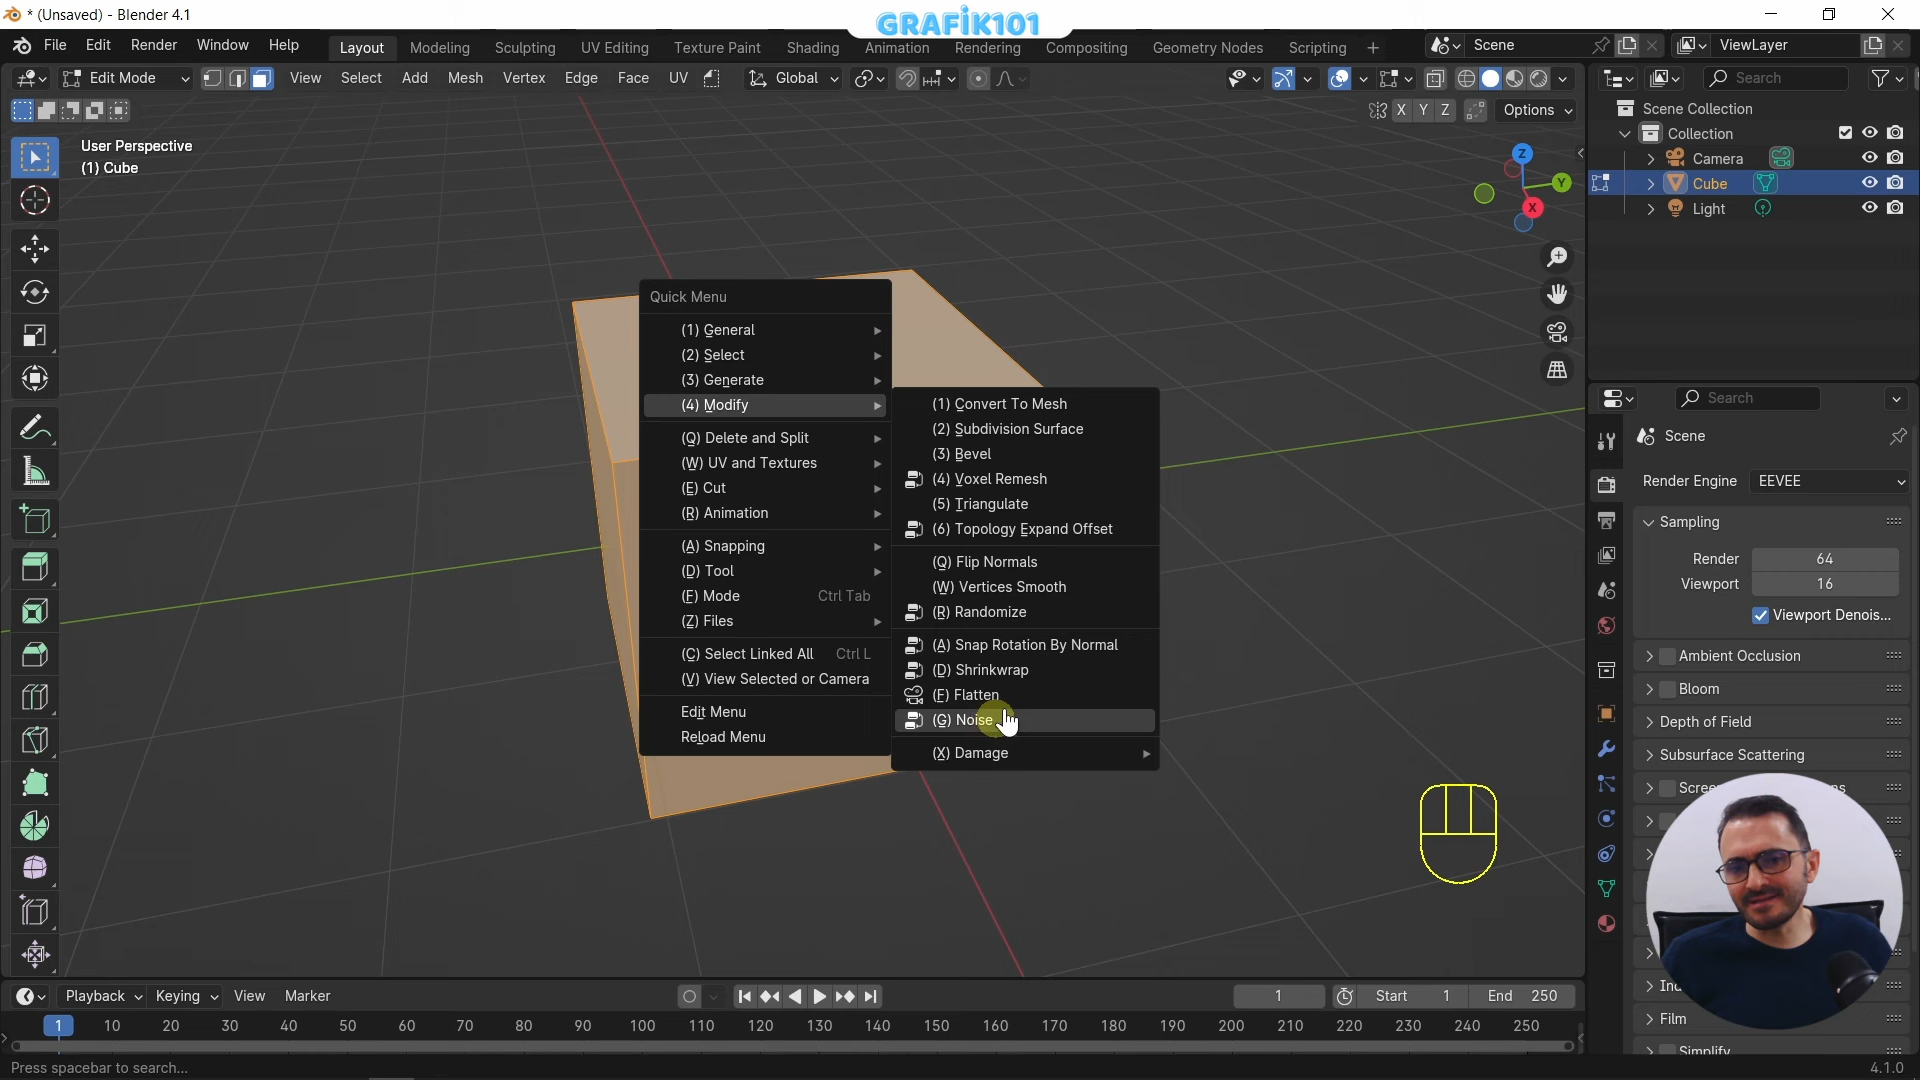 * (Unsaved) - Blender 4.1
GRAFİK101
File Edit Render Window Help
Layout Modeling Sculpting UV Editing Texture Paint Shading Animation Rendering Compositing Geometry Nodes Scripting +
Scene
ViewLayer
Edit Mode
View Select Add Mesh Vertex Edge Face UV
Global
Search
X Y Z
Options
User Perspective
(1) Cube
Z
Y
X
Scene Collection
Collection
Camera
Cube
Light
Quick Menu
(1) General
(2) Select
(3) Generate
(4) Modify
(Q) Delete and Split
(W) UV and Textures
(E) Cut
(R) Animation
(A) Snapping
(D) Tool
(F) Mode Ctrl Tab
(Z) Files
(C) Select Linked All Ctrl L
(V) View Selected or Camera
Edit Menu
Reload Menu
(1) Convert To Mesh
(2) Subdivision Surface
(3) Bevel
(4) Voxel Remesh
(5) Triangulate
(6) Topology Expand Offset
(Q) Flip Normals
(W) Vertices Smooth
(R) Randomize
(A) Snap Rotation By Normal
(D) Shrinkwrap
(F) Flatten
(G) Noise
(X) Damage
Search
Scene
Render Engine EEVEE
Sampling
Render 64
Viewport 16
Viewport Denois...
Ambient Occlusion
Bloom
Depth of Field
Subsurface Scattering
Film
Simplify
Playback Keying View Marker
1
Start 1
End 250
1 10 20 30 40 50 60 70 80 90 100 110 120 130 140 150 160 170 180 190 200 210 220 230 240 250
Press spacebar to search...
4.1.0